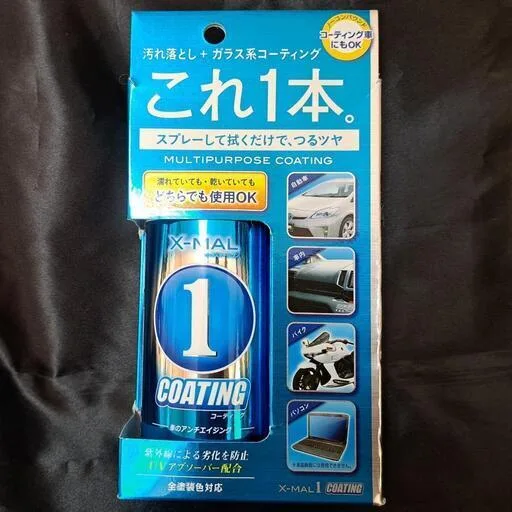 ノーコンパウンド
コーティング車
にもOK
汚れ落とし+ガラス系コーティング
これ1本。
スプレーして拭くだけで、つるツヤ
MULTIPURPOSE COATING
濡れていても・乾いていても
どちらでも使用OK
自動車
車内
バイク
パソコン
X-MAL
1
COATING
コーティング
車のアンチエイジング
紫外線による劣化を防止
UVアブソーバー配合
全塗装色対応
X-MAL 1 COATING